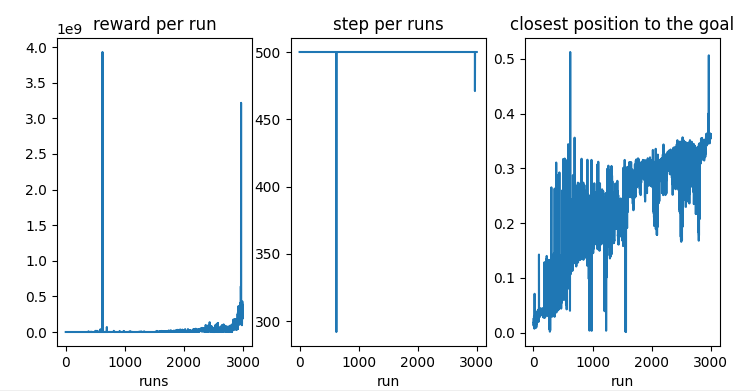 reward per run
step per runs
closest position to the goal
1e9
4.0
3.5
3.0
2.5
2.0
1.5
1.0
0.5
0.0
0 1000 2000 3000
runs
500
450
400
350
300
0 1000 2000 3000
run
0.5
0.4
0.3
0.2
0.1
0.0
0 1000 2000 3000
run